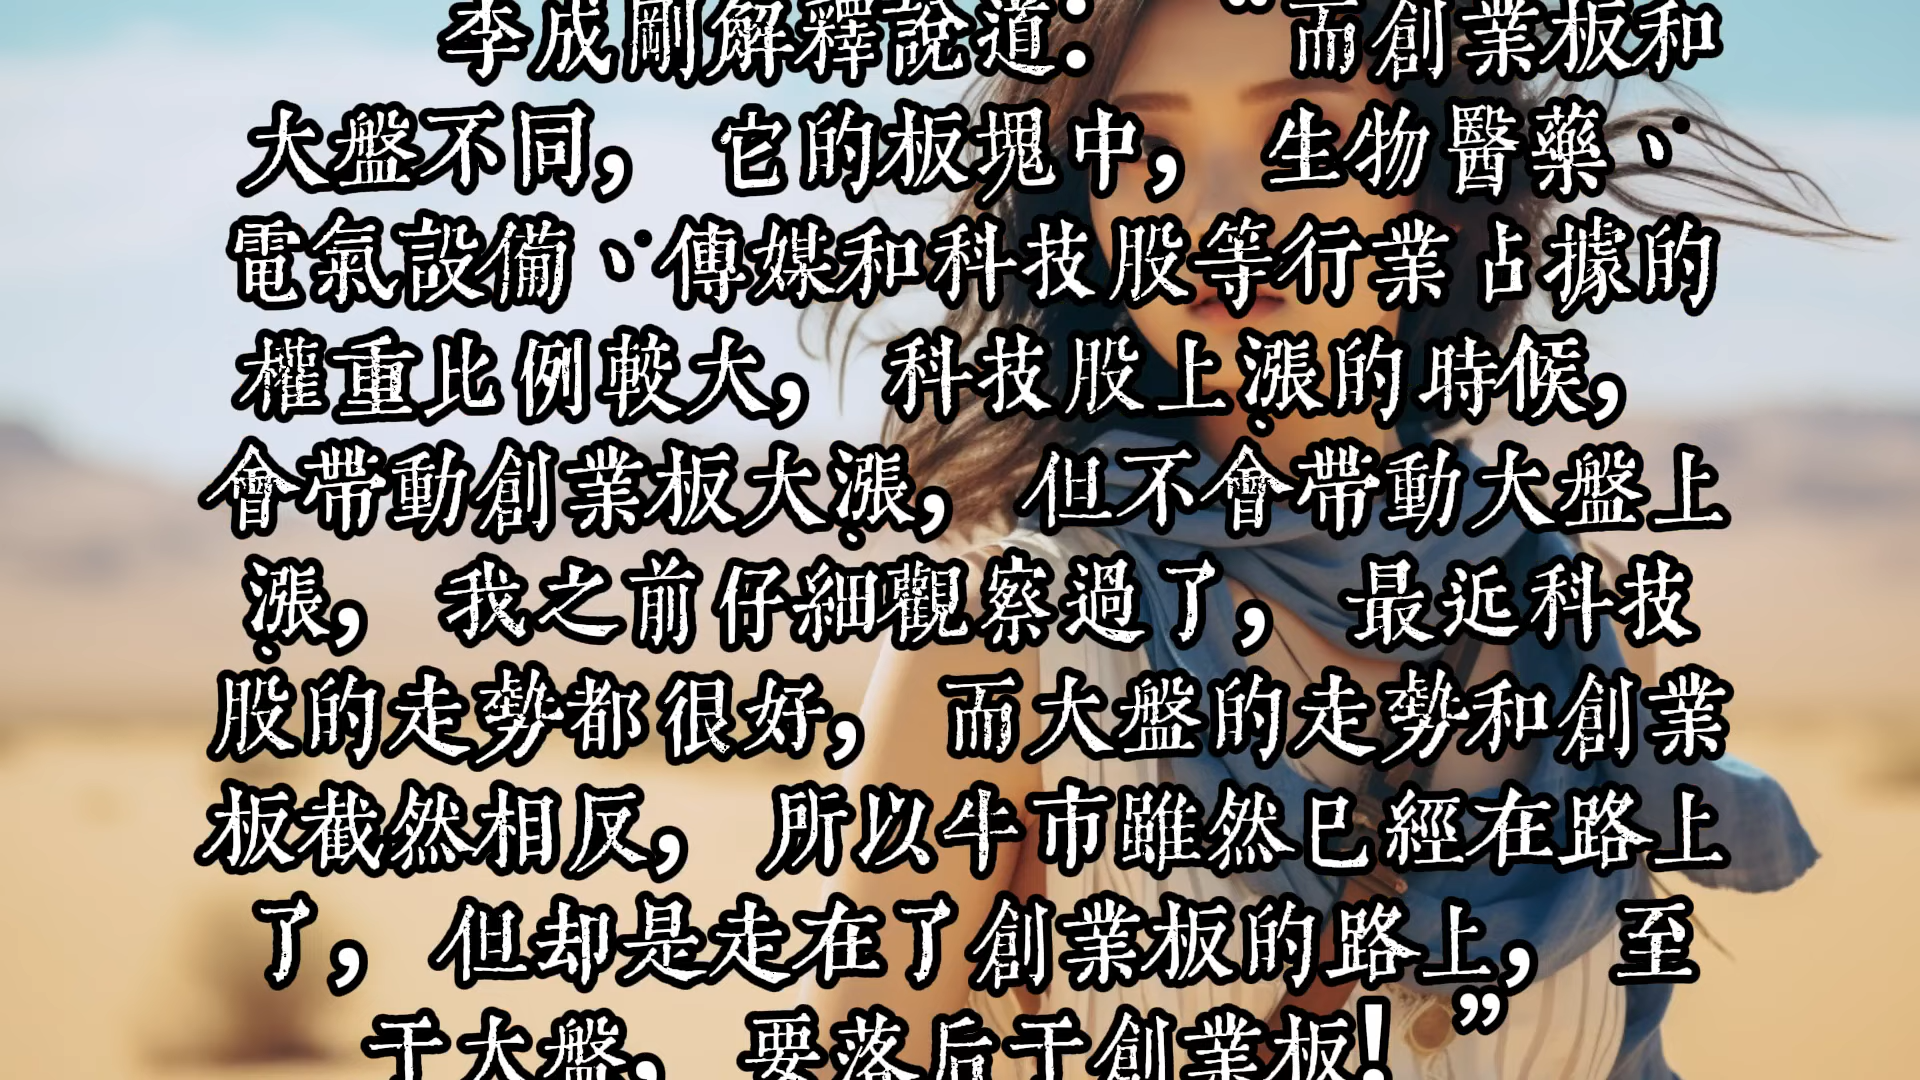 李成剛解釋說道：“而創業板和
大盤不同，它的板塊中，生物醫藥、
電氣設備、傳媒和科技股等行業占據的
權重比例較大，科技股上漲的時候，
會帶動創業板大漲，但不會帶動大盤上
漲，我之前仔細觀察過了，最近科技
股的走勢都很好，而大盤的走勢和創業
板截然相反，所以牛市雖然已經在路上
了，但却是走在了創業板的路上，至
于大盤，要落后于創業板！”